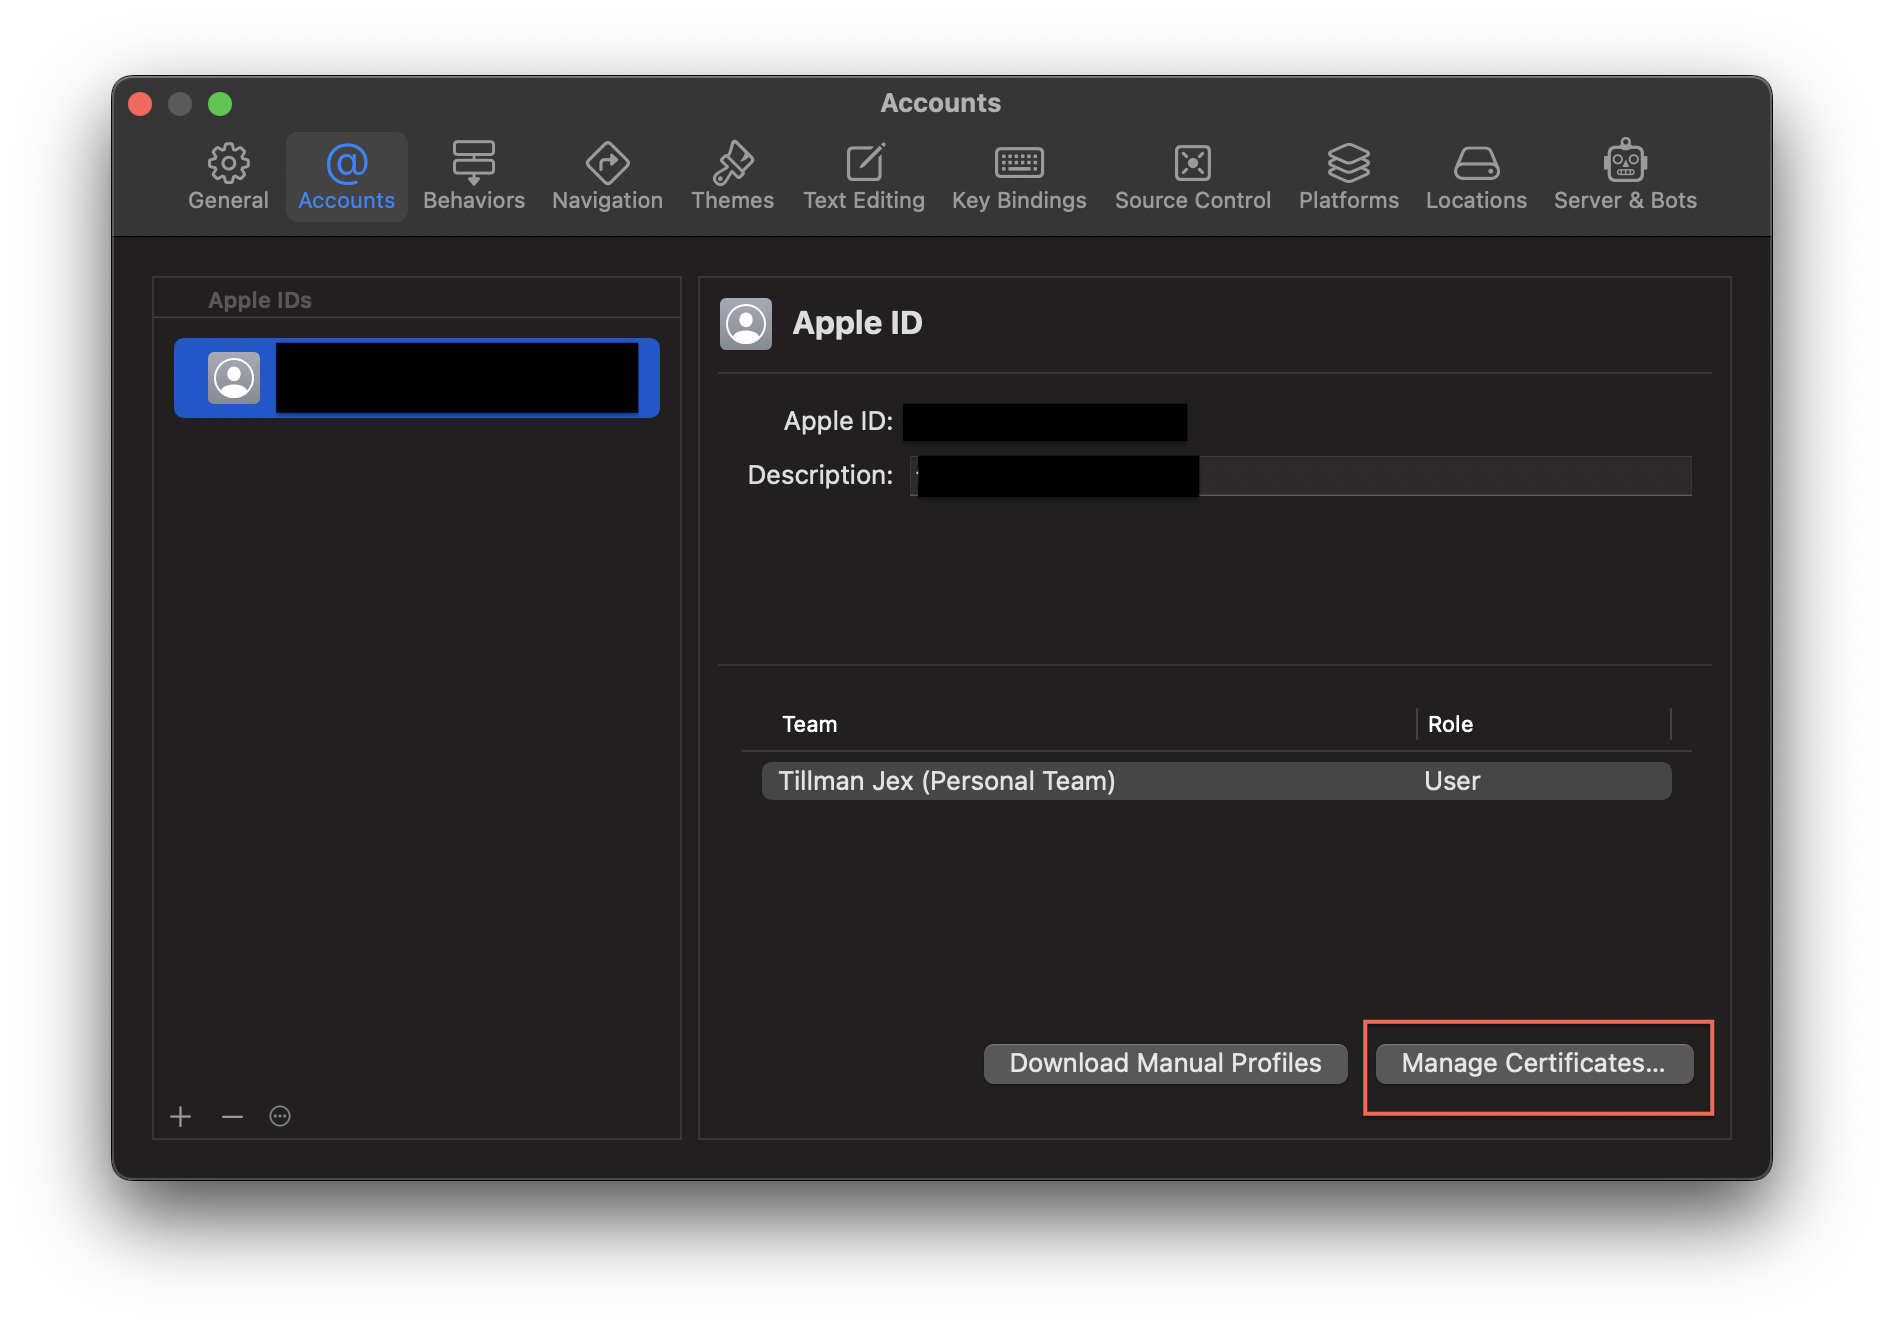 Accounts
General
Accounts
Behaviors
Navigation
Themes
Text Editing
Key Bindings
Source Control
Platforms
Locations
Server & Bots
Apple IDs
Apple ID
Apple ID:
Description:
Team Role
Tillman Jex (Personal Team) User
Download Manual Profiles
Manage Certificates...